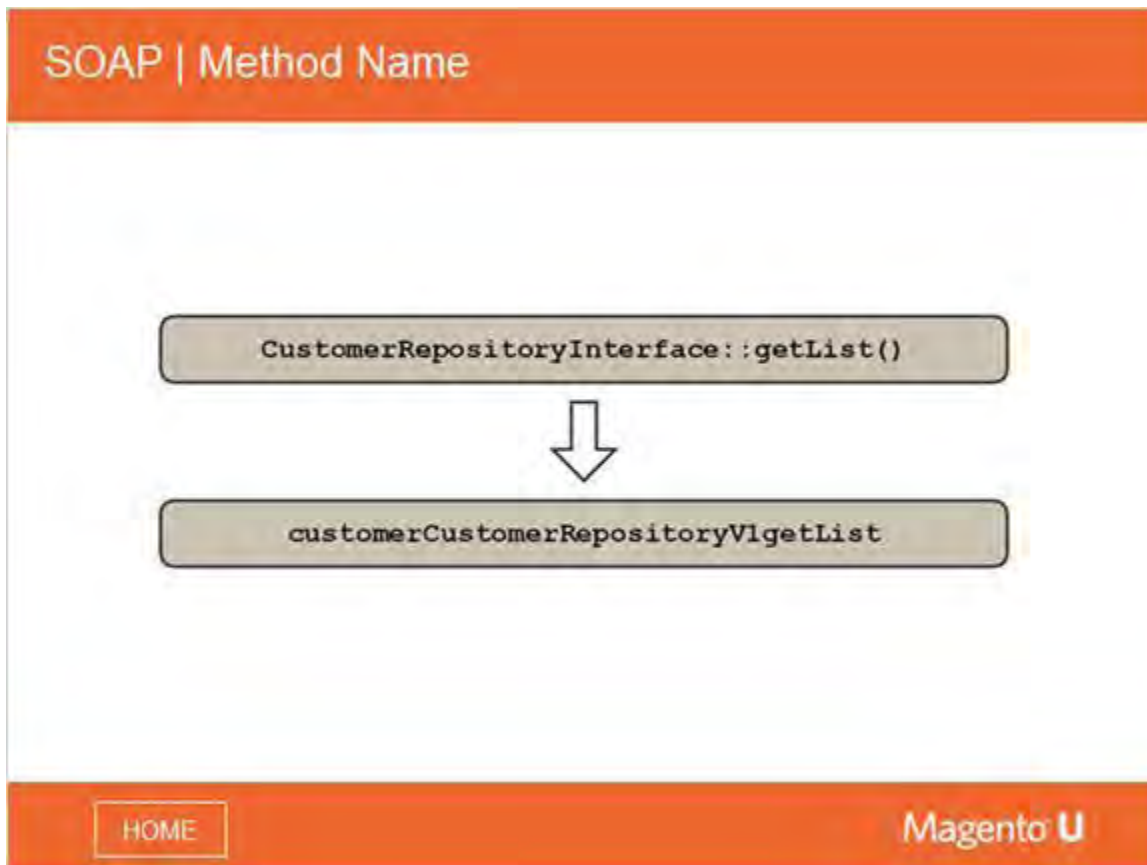 SOAP | Method Name
CustomerRepositoryInterface::getList()
customerCustomerRepositoryV1getList
HOME
Magento U